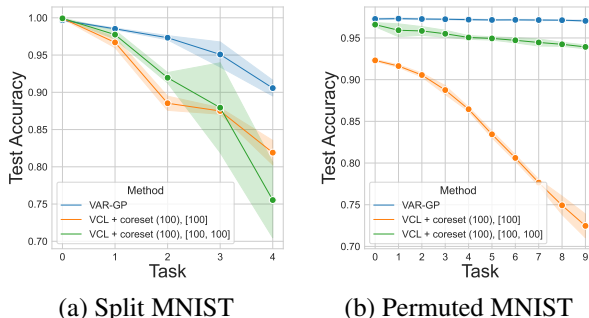 Test Accuracy
1.00
0.95
0.90
0.85
0.80
0.75
0.70
Method
VAR-GP
VCL + coreset (100), [100]
VCL + coreset (100), [100, 100]
0 1 2 3 4
Task
(a) Split MNIST
Test Accuracy
0.95
0.90
0.85
0.80
0.75
0.70
Method
VAR-GP
VCL + coreset (100), [100]
VCL + coreset (100), [100, 100]
0 1 2 3 4 5 6 7 8 9
Task
(b) Permuted MNIST